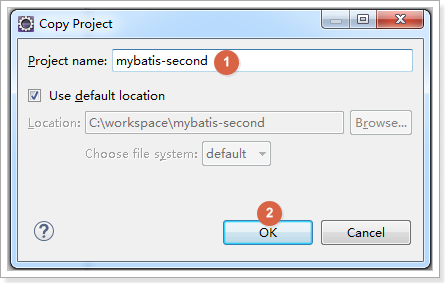 Copy Project
Project name: mybatis-second 1
Use default location
Location: C:\workspace\mybatis-second Browse...
Choose file system: default
2
? OK Cancel